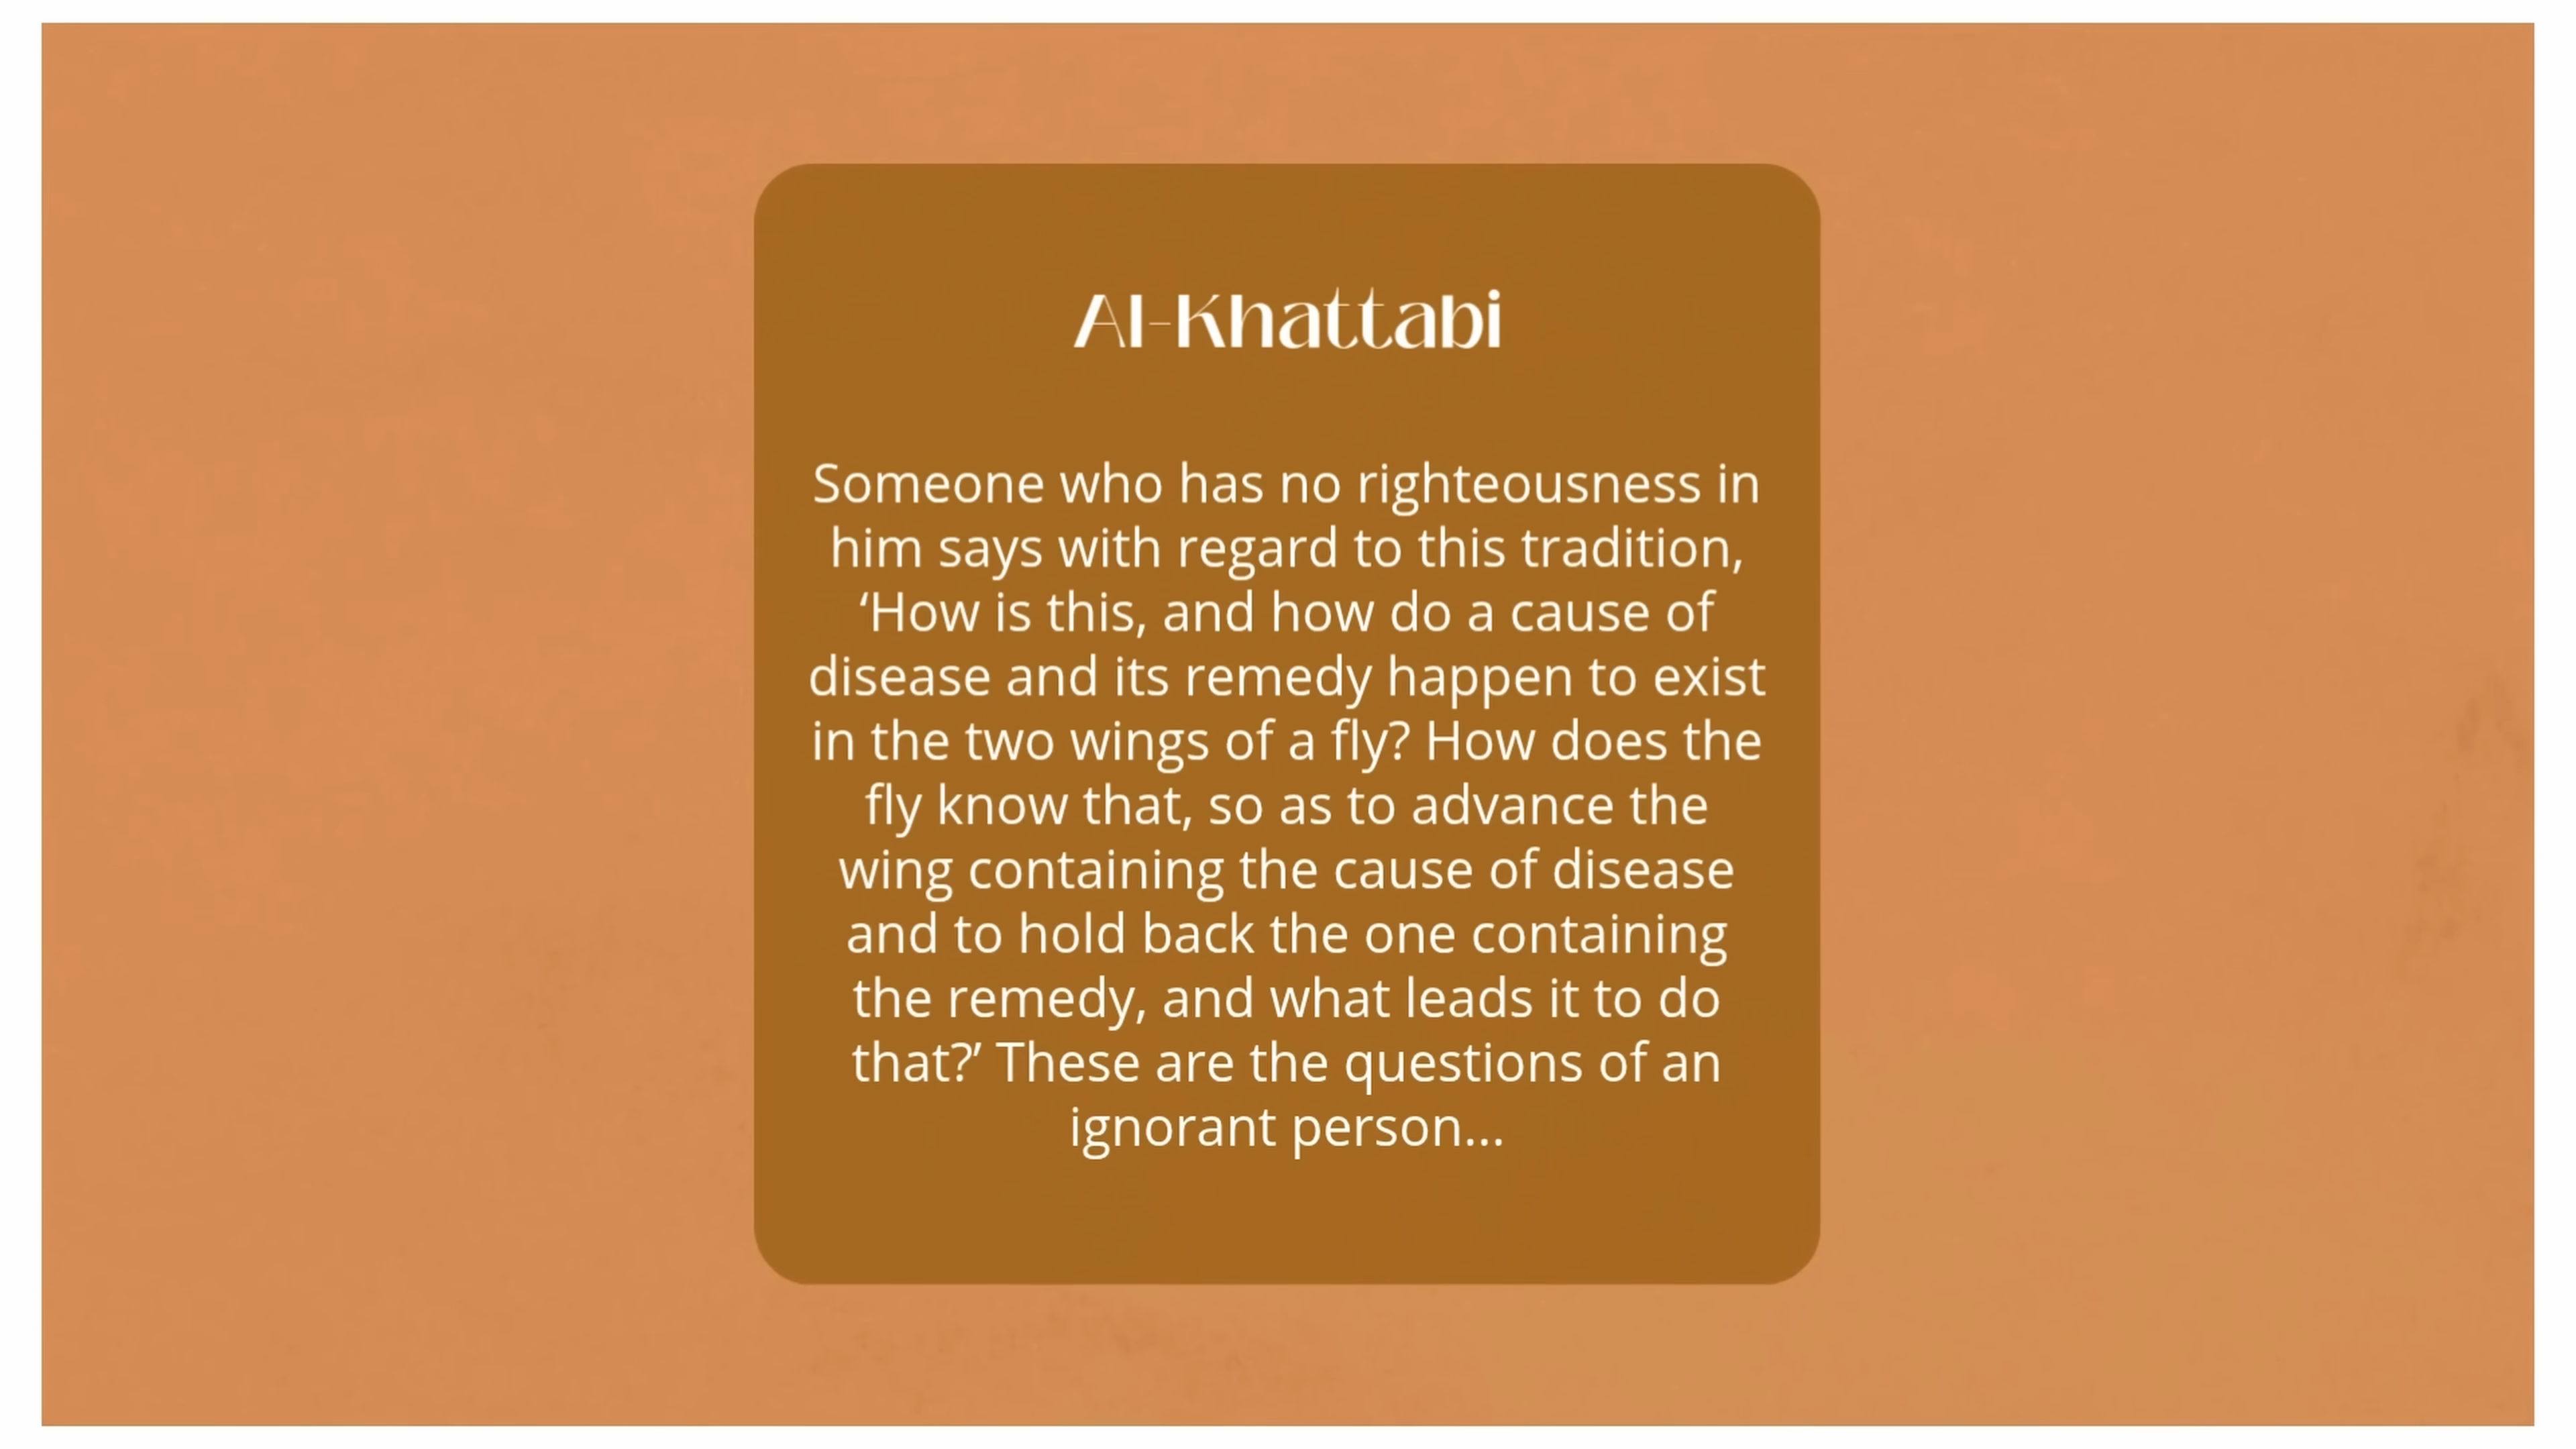 Al-Khattabi
Someone who has no righteousness in
him says with regard to this tradition,
‘How is this, and how do a cause of
disease and its remedy happen to exist
in the two wings of a fly? How does the
fly know that, so as to advance the
wing containing the cause of disease
and to hold back the one containing
the remedy, and what leads it to do
that?’ These are the questions of an
ignorant person...